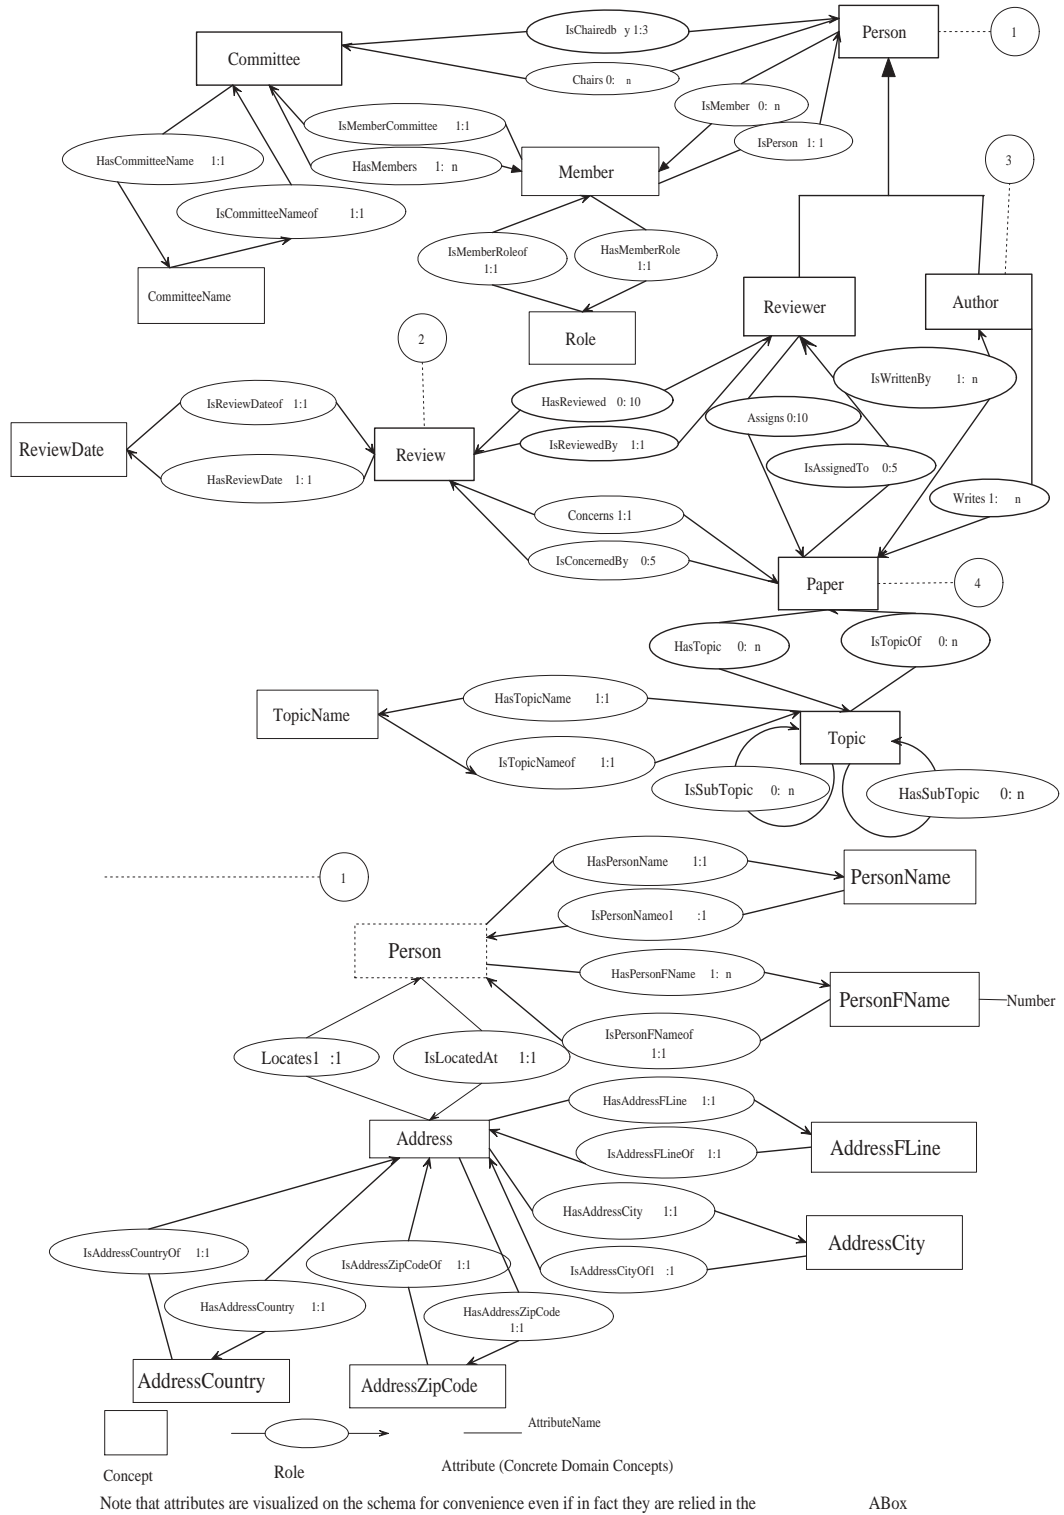 IsChairedb y 1:3
Person
1
Committee
Chairs 0: n
IsMember 0: n
IsMemberCommittee 1:1
IsPerson 1: 1
HasCommitteeName 1:1
HasMembers 1: n
Member
3
IsCommitteeNameof 1:1
IsMemberRoleof
1:1
HasMemberRole
1:1
CommitteeName
Reviewer
Author
2
Role
IsWrittenBy 1: n
IsReviewDateof 1:1
HasReviewed 0: 10
Assigns 0:10
ReviewDate
IsReviewedBy 1:1
Review
IsAssignedTo 0:5
HasReviewDate 1: 1
Writes 1: n
Concerns 1:1
IsConcernedBy 0:5
Paper
4
HasTopic 0: n
IsTopicOf 0: n
HasTopicName 1:1
TopicName
Topic
IsTopicNameof 1:1
IsSubTopic 0: n
HasSubTopic 0: n
HasPersonName 1:1
1
PersonName
IsPersonNameo1 :1
Person
HasPersonFName 1: n
PersonFName
Number
IsPersonFNameof
1:1
Locates1 :1
IsLocatedAt 1:1
HasAddressFLine 1:1
Address
AddressFLine
IsAddressFLineOf 1:1
HasAddressCity 1:1
AddressCity
IsAddressCountryOf 1:1
IsAddressZipCodeOf 1:1
IsAddressCityOf1 :1
HasAddressCountry 1:1
HasAddressZipCode
1:1
AddressCountry
AddressZipCode
AttributeName
Concept
Role
Attribute (Concrete Domain Concepts)
Note that attributes are visualized on the schema for convenience even if in fact they are relied in the ABox